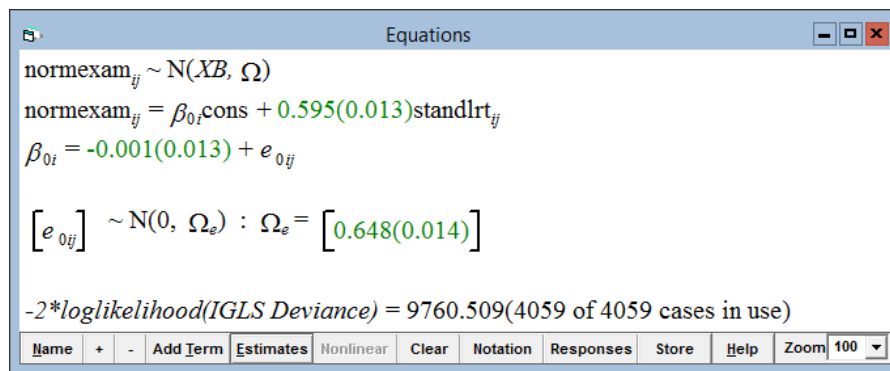 Equations
normexam_ij ~ N(XB, Ω)
normexam_ij = β_0i cons + 0.595(0.013)standlrt_ij
β_0i = -0.001(0.013) + e_0ij
[e_0ij] ~ N(0, Ω_e) : Ω_e = [0.648(0.014)]
-2*loglikelihood(IGLS Deviance) = 9760.509(4059 of 4059 cases in use)
Name + - Add Term Estimates Nonlinear Clear Notation Responses Store Help Zoom 100